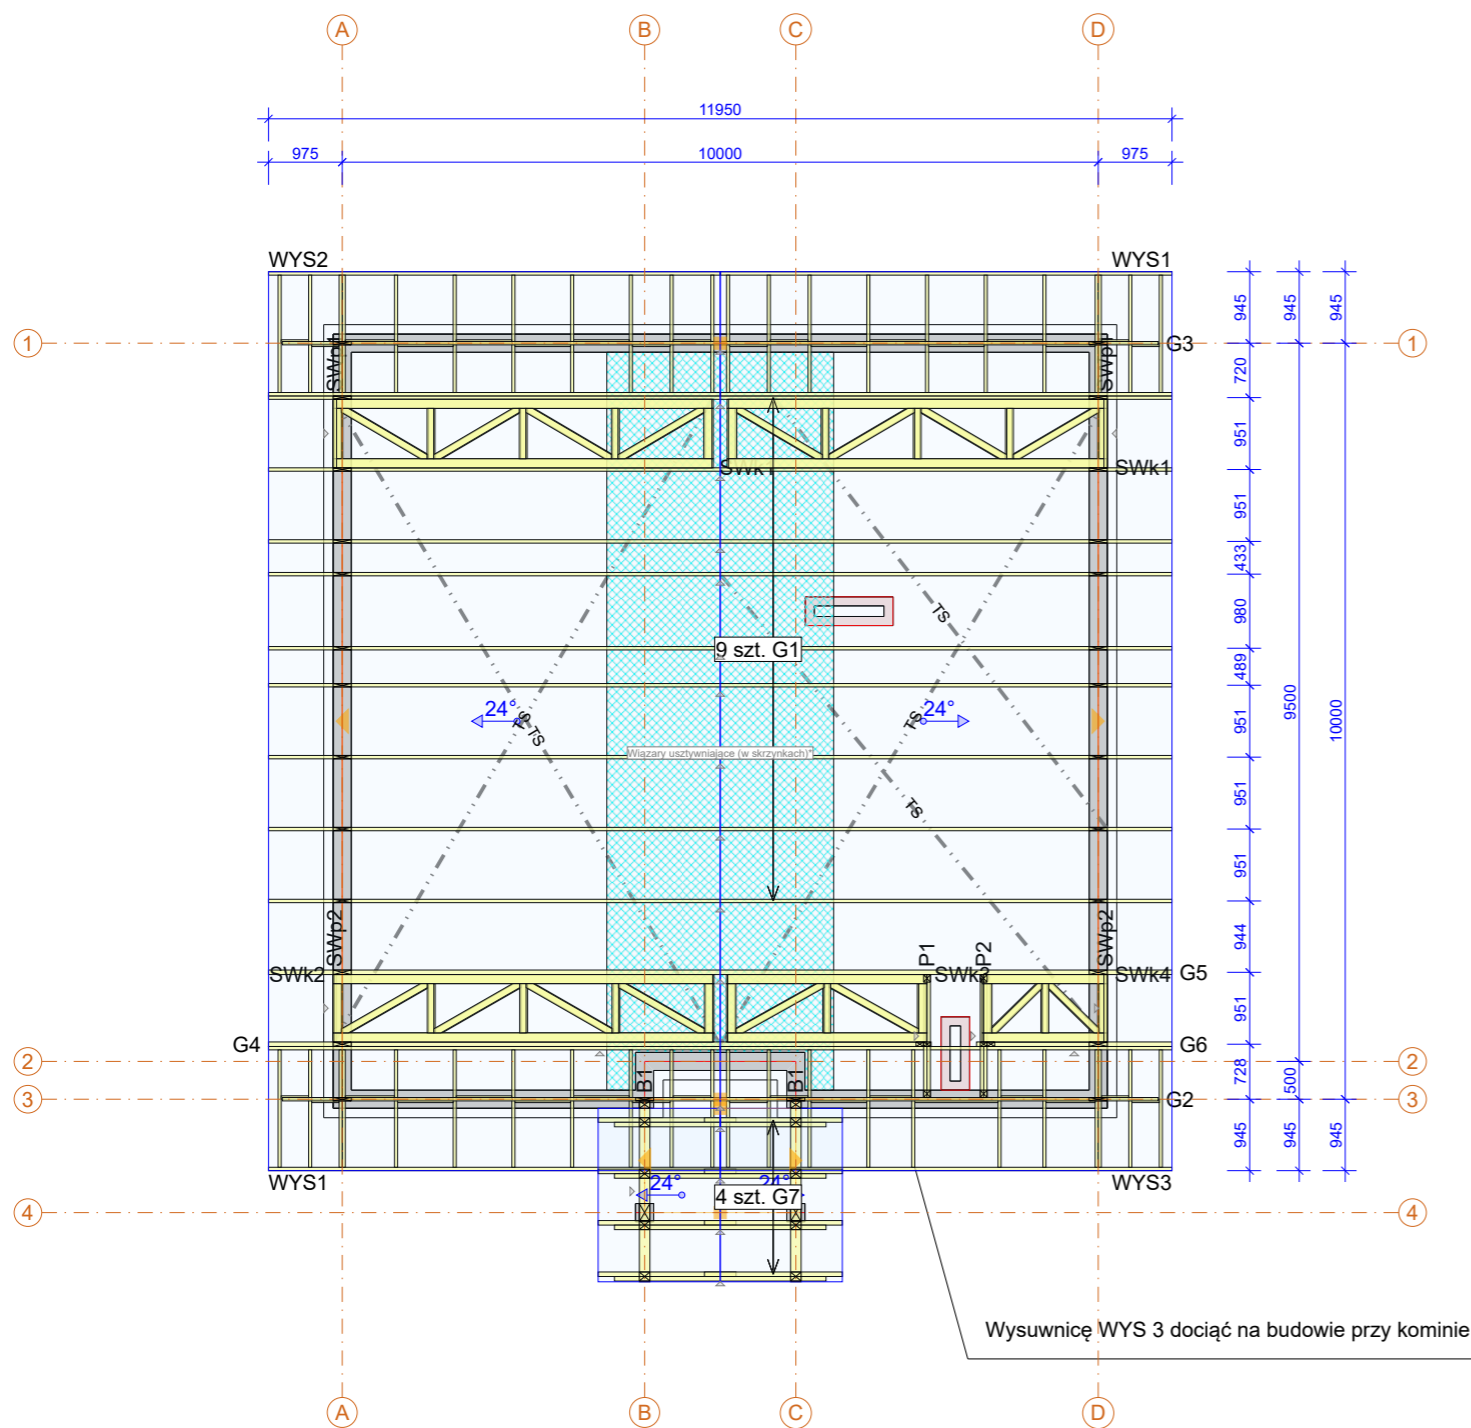 A B C D
11950
975 10000 975
WYS2 WYS1
945 945 945
1 G3 1
SWp1 SWp1
720
951
SWk1 SWk1
951
433
980
TS
489
9 szt. G1
9500
10000
24° 24°
TS TS TS
Wiązary usztywniające (w skrzynkach)*
951
951
TS
951
944
SWp2 P1 P2 SWp2
SWk2 SWk4 G5
951
G4 G6
2 2
728
500
B1 B1
3 G2 3
945 945 945
WYS1 WYS3
24° 24°
4 szt. G7
4 4
Wysuwnicę WYS 3 dociąć na budowie przy kominie
A B C D